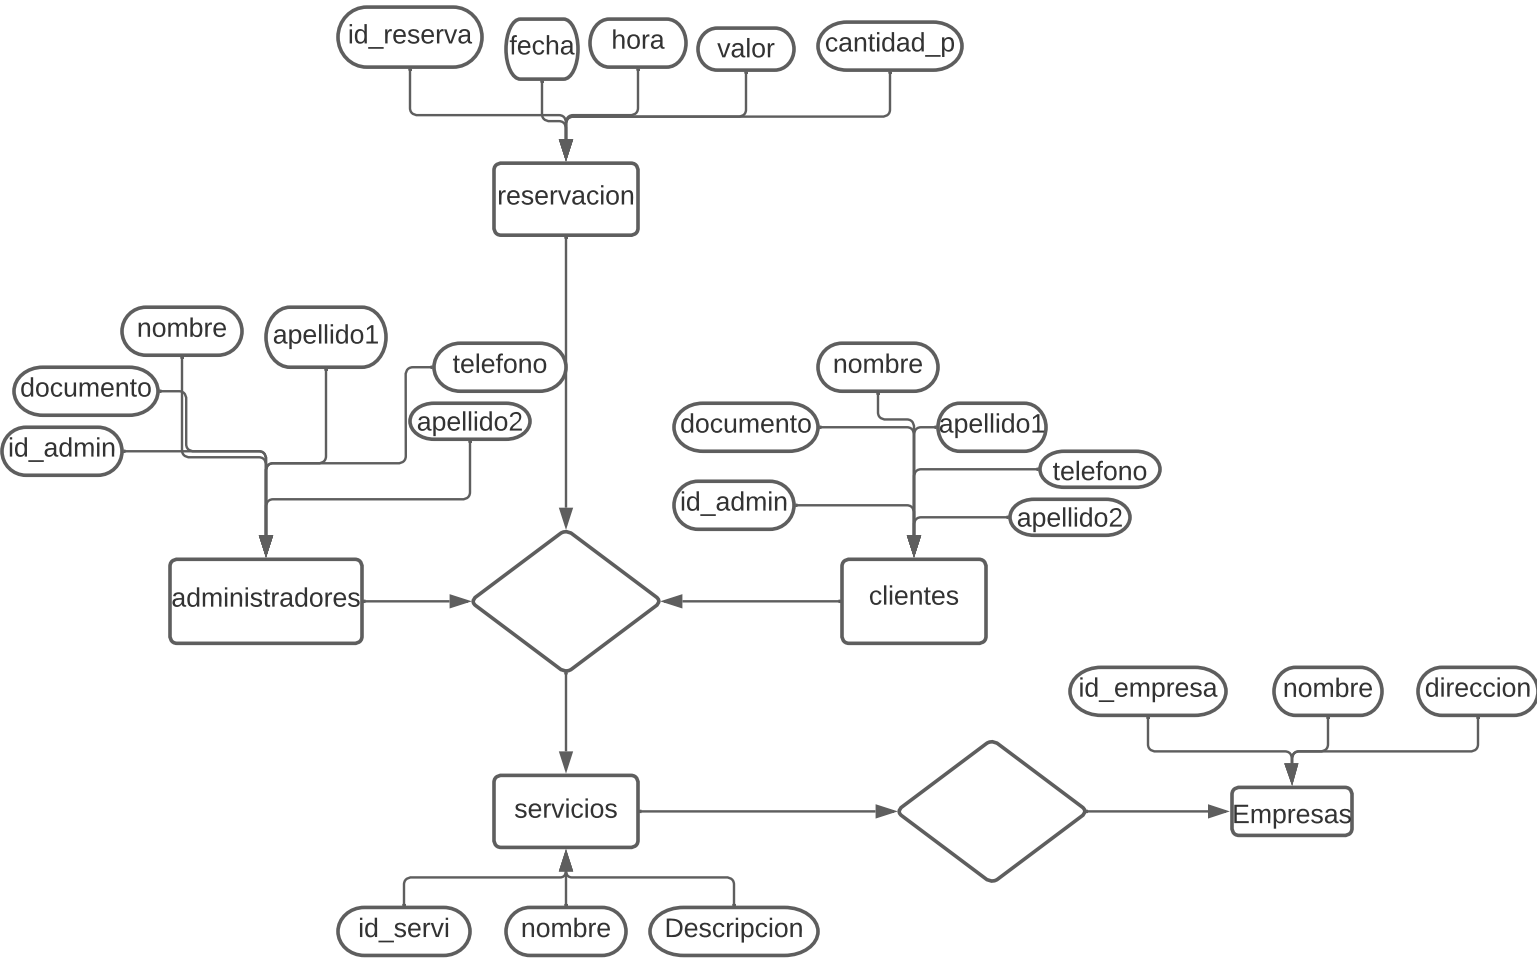 id_reserva
fecha
hora
valor
cantidad_p
reservacion
nombre
apellido1
telefono
documento
apellido2
id_admin
nombre
documento
apellido1
telefono
id_admin
apellido2
administradores
clientes
id_empresa
nombre
direccion
servicios
Empresas
id_servi
nombre
Descripcion